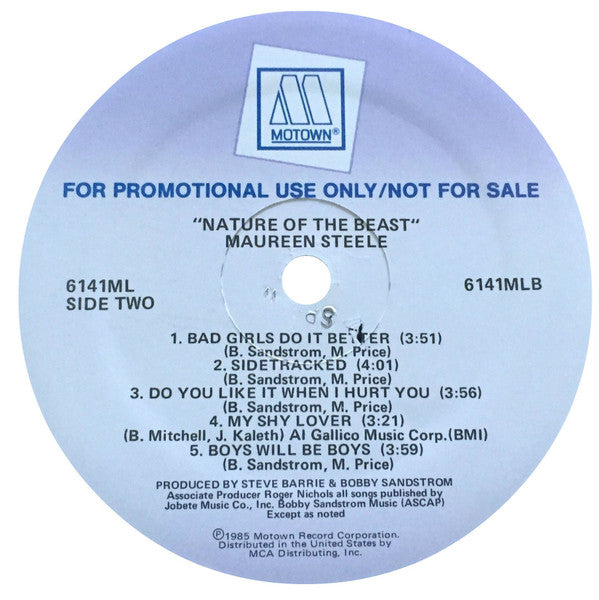 MOTOWN®
FOR PROMOTIONAL USE ONLY/NOT FOR SALE
"NATURE OF THE BEAST"
MAUREEN STEELE
6141ML
SIDE TWO
6141MLB
1. BAD GIRLS DO IT BETTER (3:51)
(B. Sandstrom, M. Price)
2. SIDETRACKED (4:01)
(B. Sandstrom, M. Price)
3. DO YOU LIKE IT WHEN I HURT YOU (3:56)
(B. Sandstrom, M. Price)
4. MY SHY LOVER (3:21)
(B. Mitchell, J. Kaleth) Al Gallico Music Corp.(BMI)
5. BOYS WILL BE BOYS (3:59)
(B. Sandstrom, M. Price)
PRODUCED BY STEVE BARRIE & BOBBY SANDSTROM
Associate Producer Roger Nichols all songs published by
Jobete Music Co., Inc. Bobby Sandstrom Music (ASCAP)
Except as noted
Ⓟ1985 Motown Record Corporation.
Distributed in the United States by
MCA Distributing, Inc.